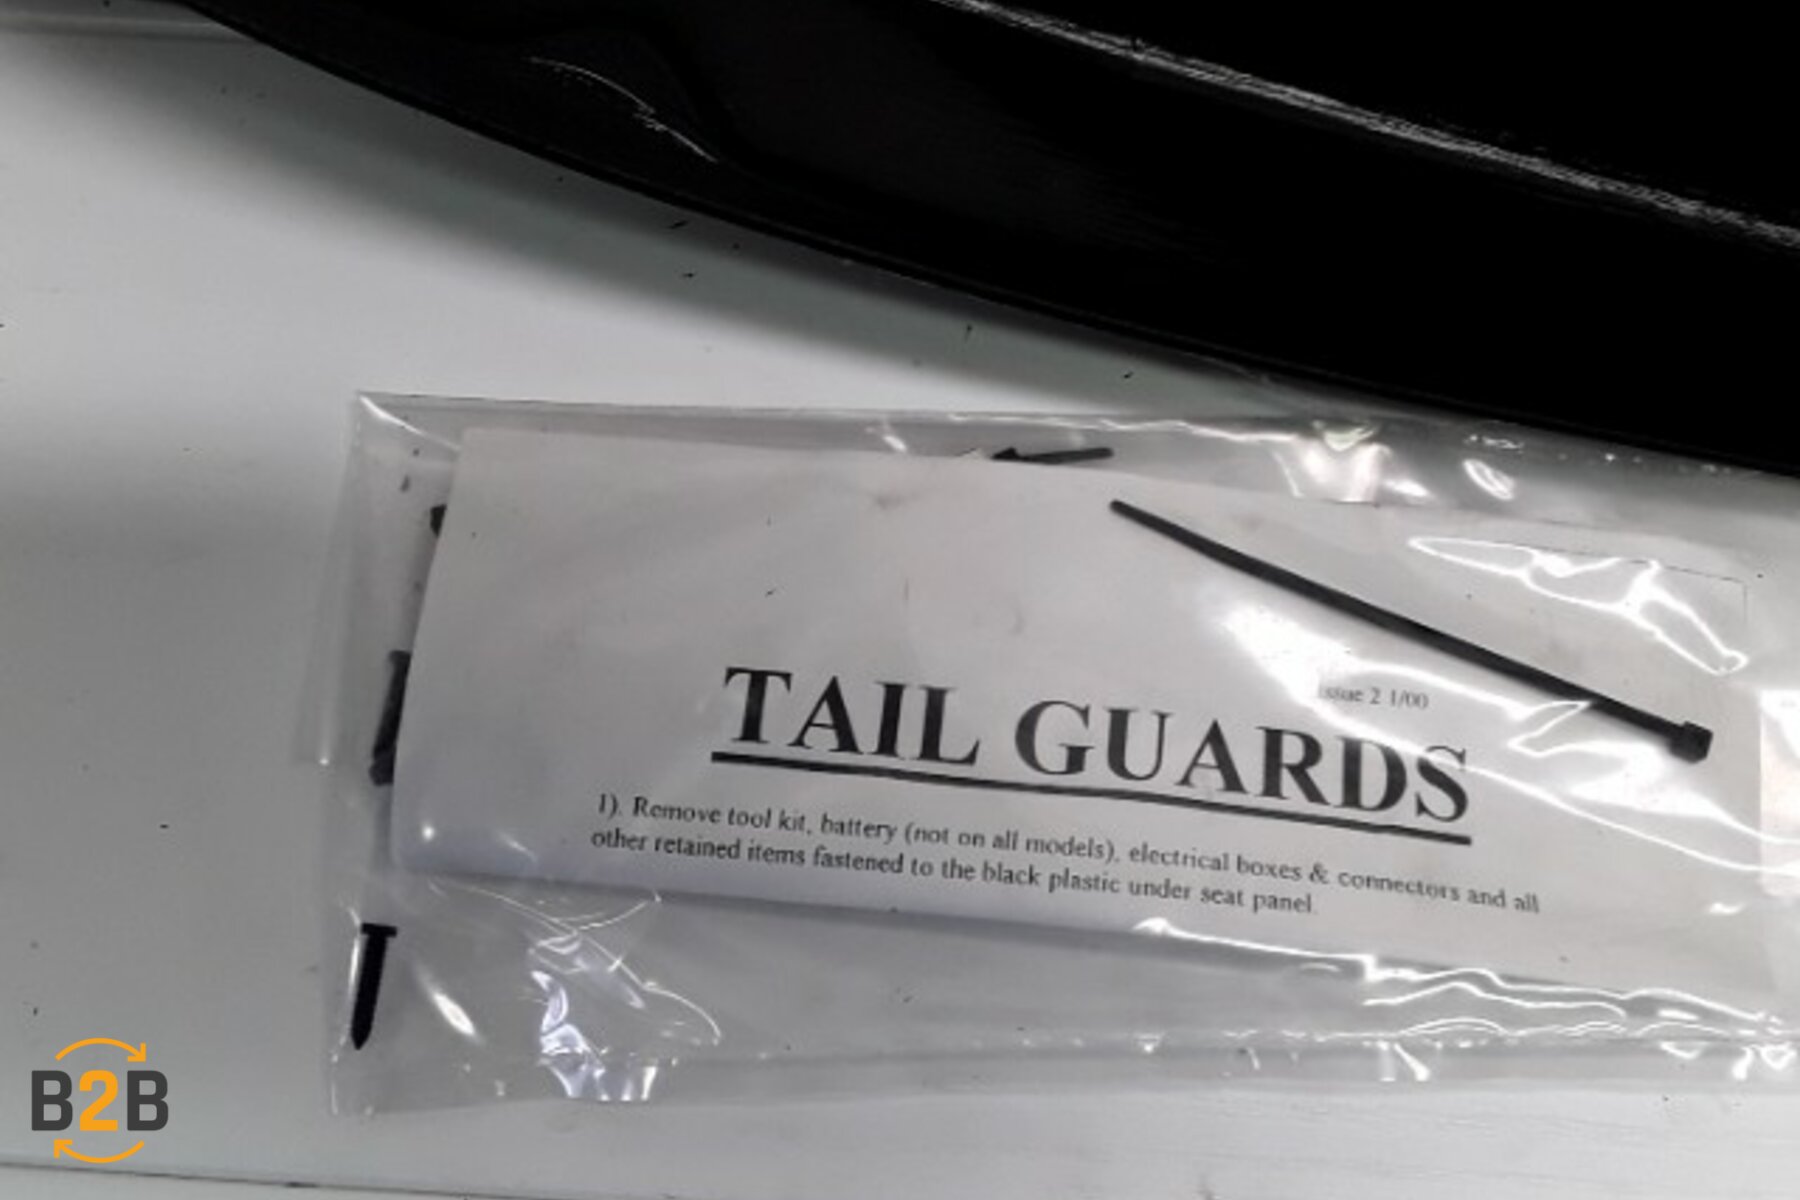 Issue 2 1/00
TAIL GUARDS
1). Remove tool kit, battery (not on all models), electrical boxes & connectors and all
other retained items fastened to the black plastic under seat panel.
B2B